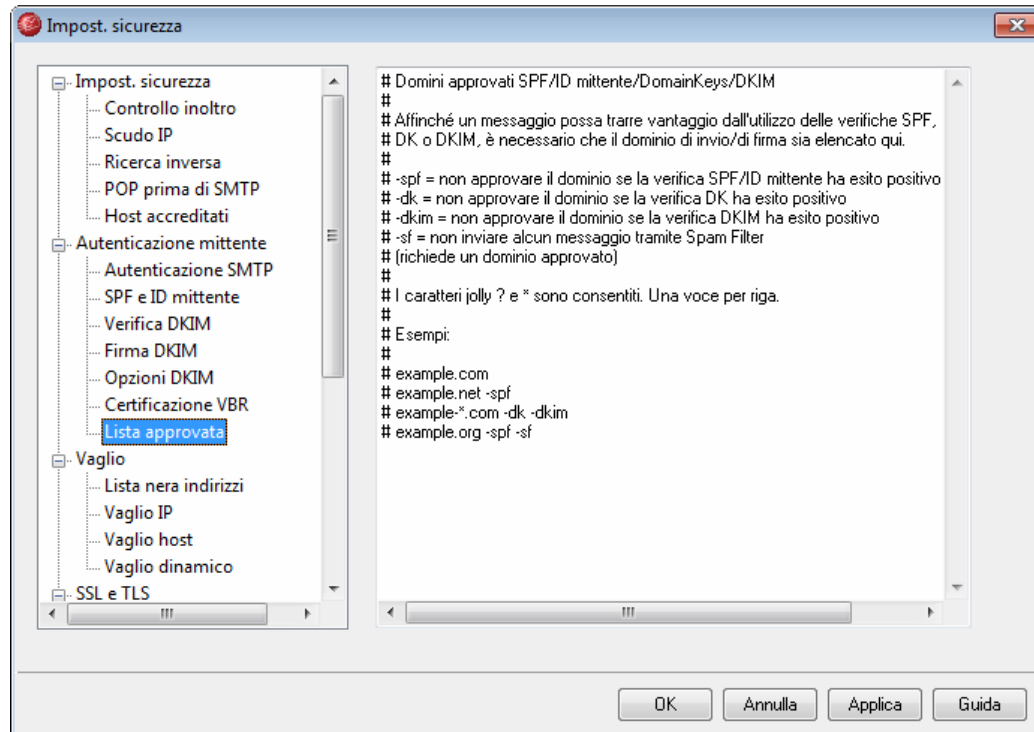 Impost. sicurezza
Impost. sicurezza
Controllo inoltro
Scudo IP
Ricerca inversa
POP prima di SMTP
Host accreditati
Autenticazione mittente
Autenticazione SMTP
SPF e ID mittente
Verifica DKIM
Firma DKIM
Opzioni DKIM
Certificazione VBR
Lista approvata
Vaglio
Lista nera indirizzi
Vaglio IP
Vaglio host
Vaglio dinamico
SSL e TLS
# Domini approvati SPF/ID mittente/DomainKeys/DKIM
#
# Affinché un messaggio possa trarre vantaggio dall'utilizzo delle verifiche SPF,
# DK o DKIM, è necessario che il dominio di invio/di firma sia elencato qui.
#
# -spf = non approvare il dominio se la verifica SPF/ID mittente ha esito positivo
# -dk = non approvare il dominio se la verifica DK ha esito positivo
# -dkim = non approvare il dominio se la verifica DKIM ha esito positivo
# -sf = non inviare alcun messaggio tramite Spam Filter
# (richiede un dominio approvato)
#
# I caratteri jolly ? e * sono consentiti. Una voce per riga.
#
# Esempi:
#
# example.com
# example.net -spf
# example-*.com -dk -dkim
# example.org -spf -sf
OK
Annulla
Applica
Guida